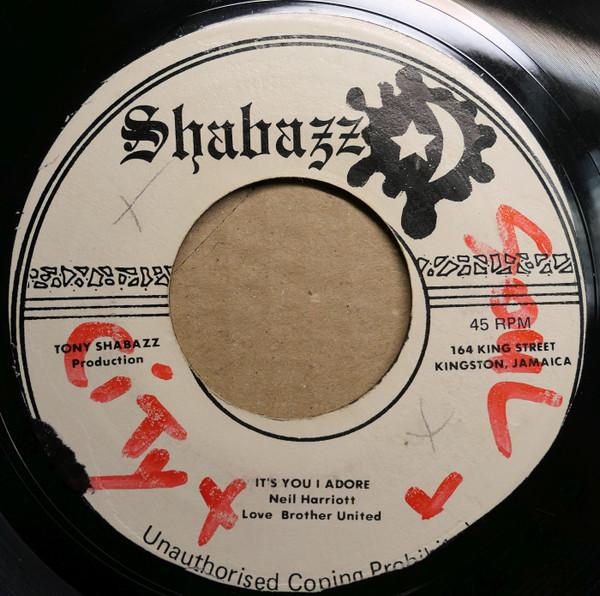 Shabazz
45 RPM
TONY SHABAZZ
Production
164 KING STREET
KINGSTON, JAMAICA
CiTY
SOUL
IT'S YOU I ADORE
Neil Harriott
Love Brother United
Unauthorised Coping Prohibited